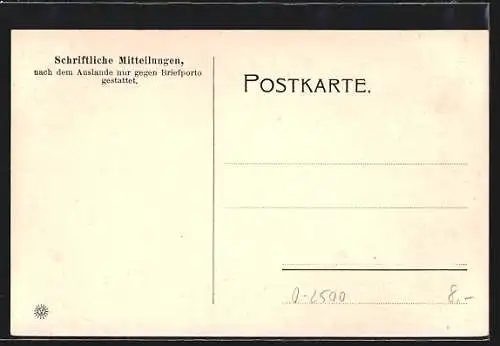 Schriftliche Mitteilungen,
nach dem Auslande nur gegen Briefporto
gestattet.
POSTKARTE.
0-2500
8.-